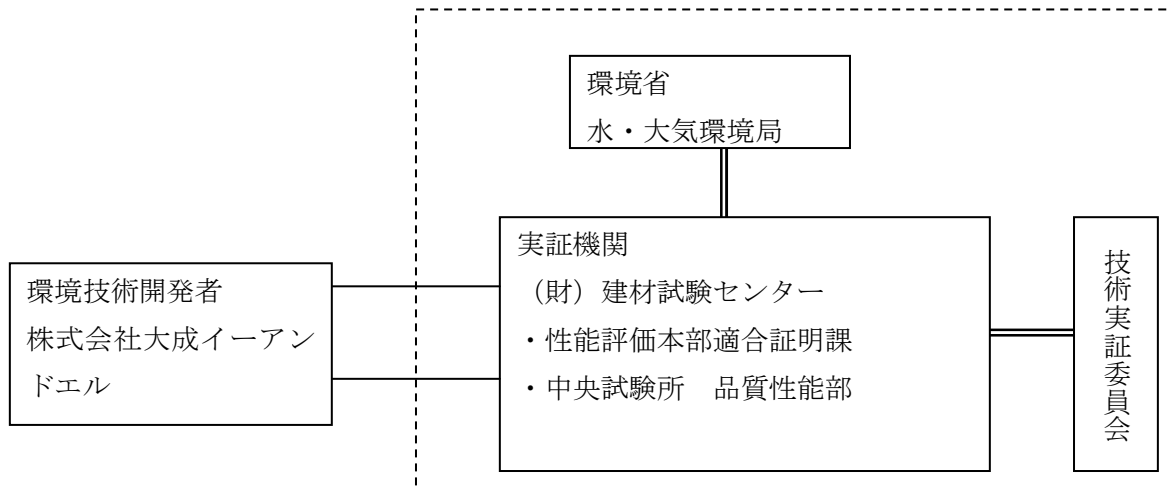 環境省
水・大気環境局
実証機関
（財）建材試験センター
・性能評価本部適合証明課
・中央試験所　品質性能部
環境技術開発者
株式会社大成イーアン
ドエル
技術実証委員会